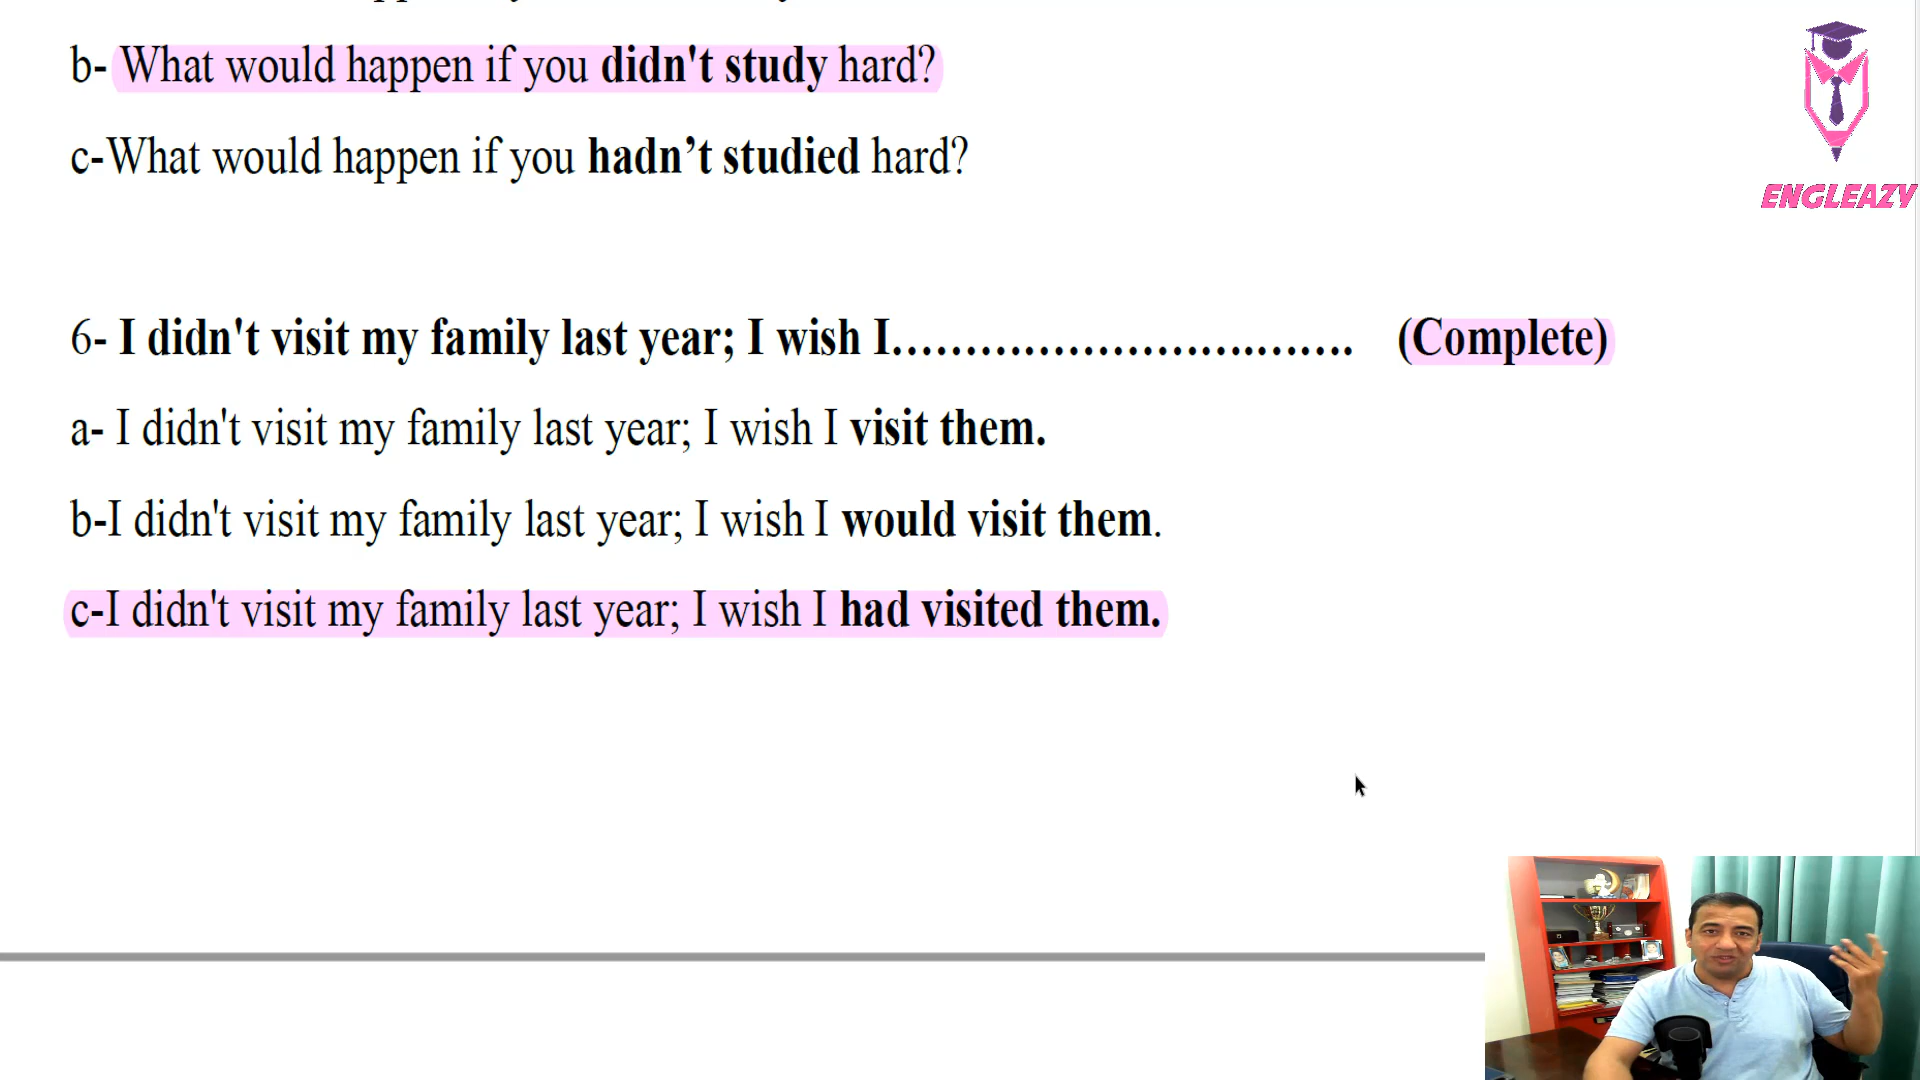 b- What would happen if you didn't study hard?
c-What would happen if you hadn’t studied hard?
6- I didn't visit my family last year; I wish I……………………….……. (Complete)
a- I didn't visit my family last year; I wish I visit them.
b-I didn't visit my family last year; I wish I would visit them.
c-I didn't visit my family last year; I wish I had visited them.
ENGLEAZY